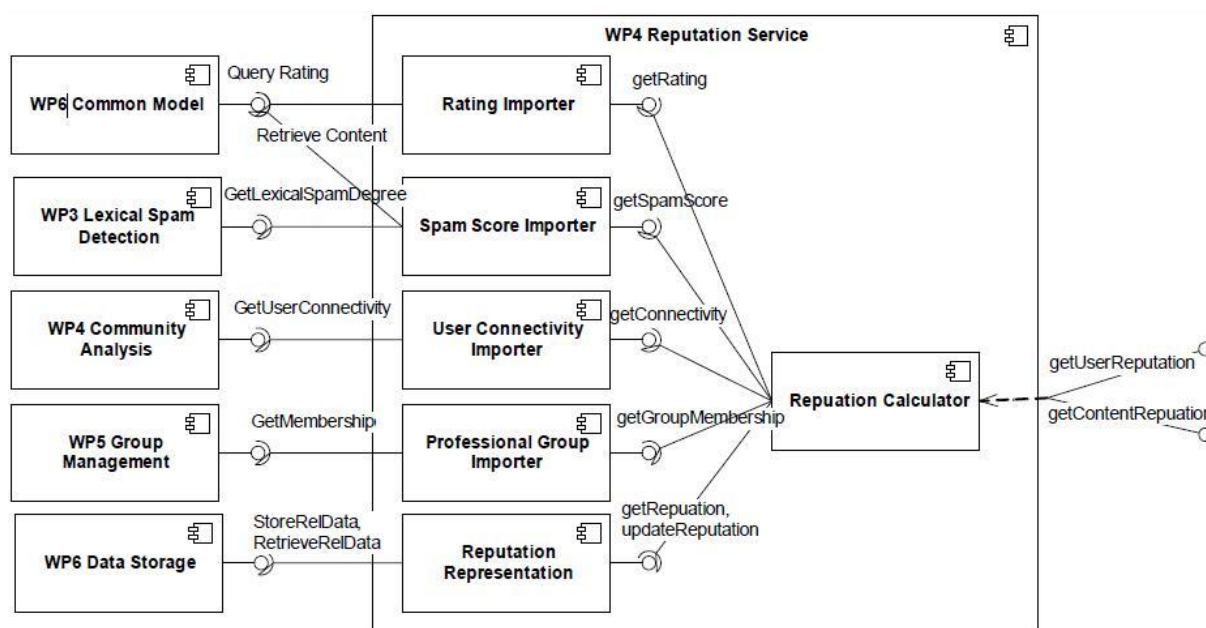 WP4 Reputation Service
WP6 Common Model
Query Rating
Rating Importer
getRating
Retrieve Content
WP3 Lexical Spam
Detection
GetLexicalSpamDegree
Spam Score Importer
getSpamScore
WP4 Community
Analysis
GetUserConnectivity
User Connectivity
Importer
getConnectivity
Repuation Calculator
getUserReputation
getContentRepuation
WP5 Group
Management
GetMembership
Professional Group
Importer
getGroupMembership
WP6 Data Storage
StoreRelData,
RetrieveRelData
Reputation
Representation
getRepuation,
updateReputation